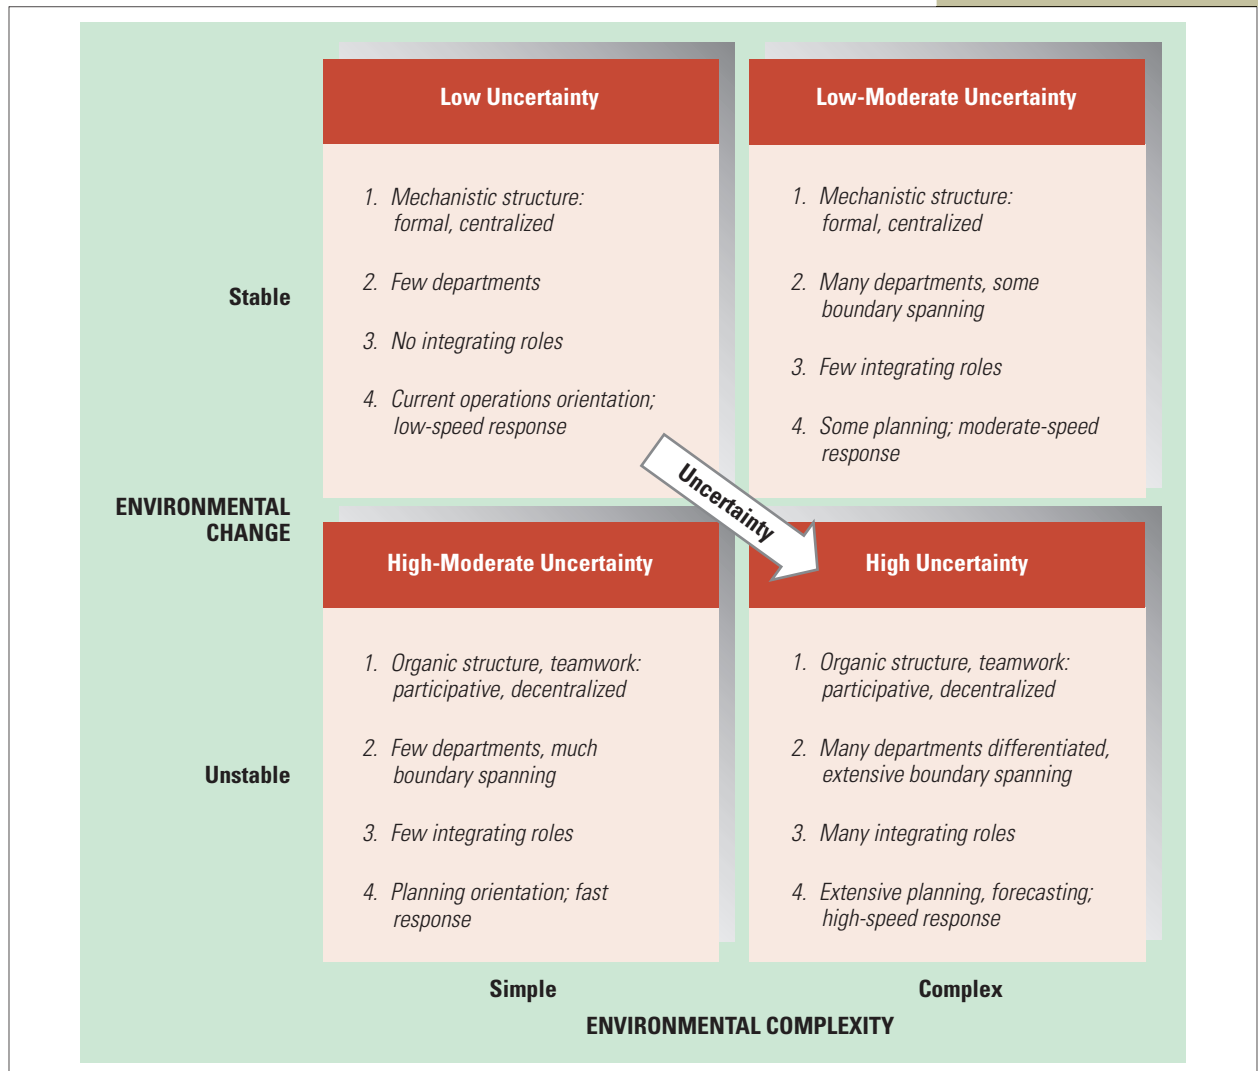 Low Uncertainty
1. Mechanistic structure:
formal, centralized
2. Few departments
3. No integrating roles
4. Current operations orientation;
low-speed response
Low-Moderate Uncertainty
1. Mechanistic structure:
formal, centralized
2. Many departments, some
boundary spanning
3. Few integrating roles
4. Some planning; moderate-speed
response
Stable
Uncertainty
ENVIRONMENTAL
CHANGE
High-Moderate Uncertainty
1. Organic structure, teamwork:
participative, decentralized
2. Few departments, much
boundary spanning
3. Few integrating roles
4. Planning orientation; fast
response
High Uncertainty
1. Organic structure, teamwork:
participative, decentralized
2. Many departments differentiated,
extensive boundary spanning
3. Many integrating roles
4. Extensive planning, forecasting;
high-speed response
Unstable
Simple
Complex
ENVIRONMENTAL COMPLEXITY